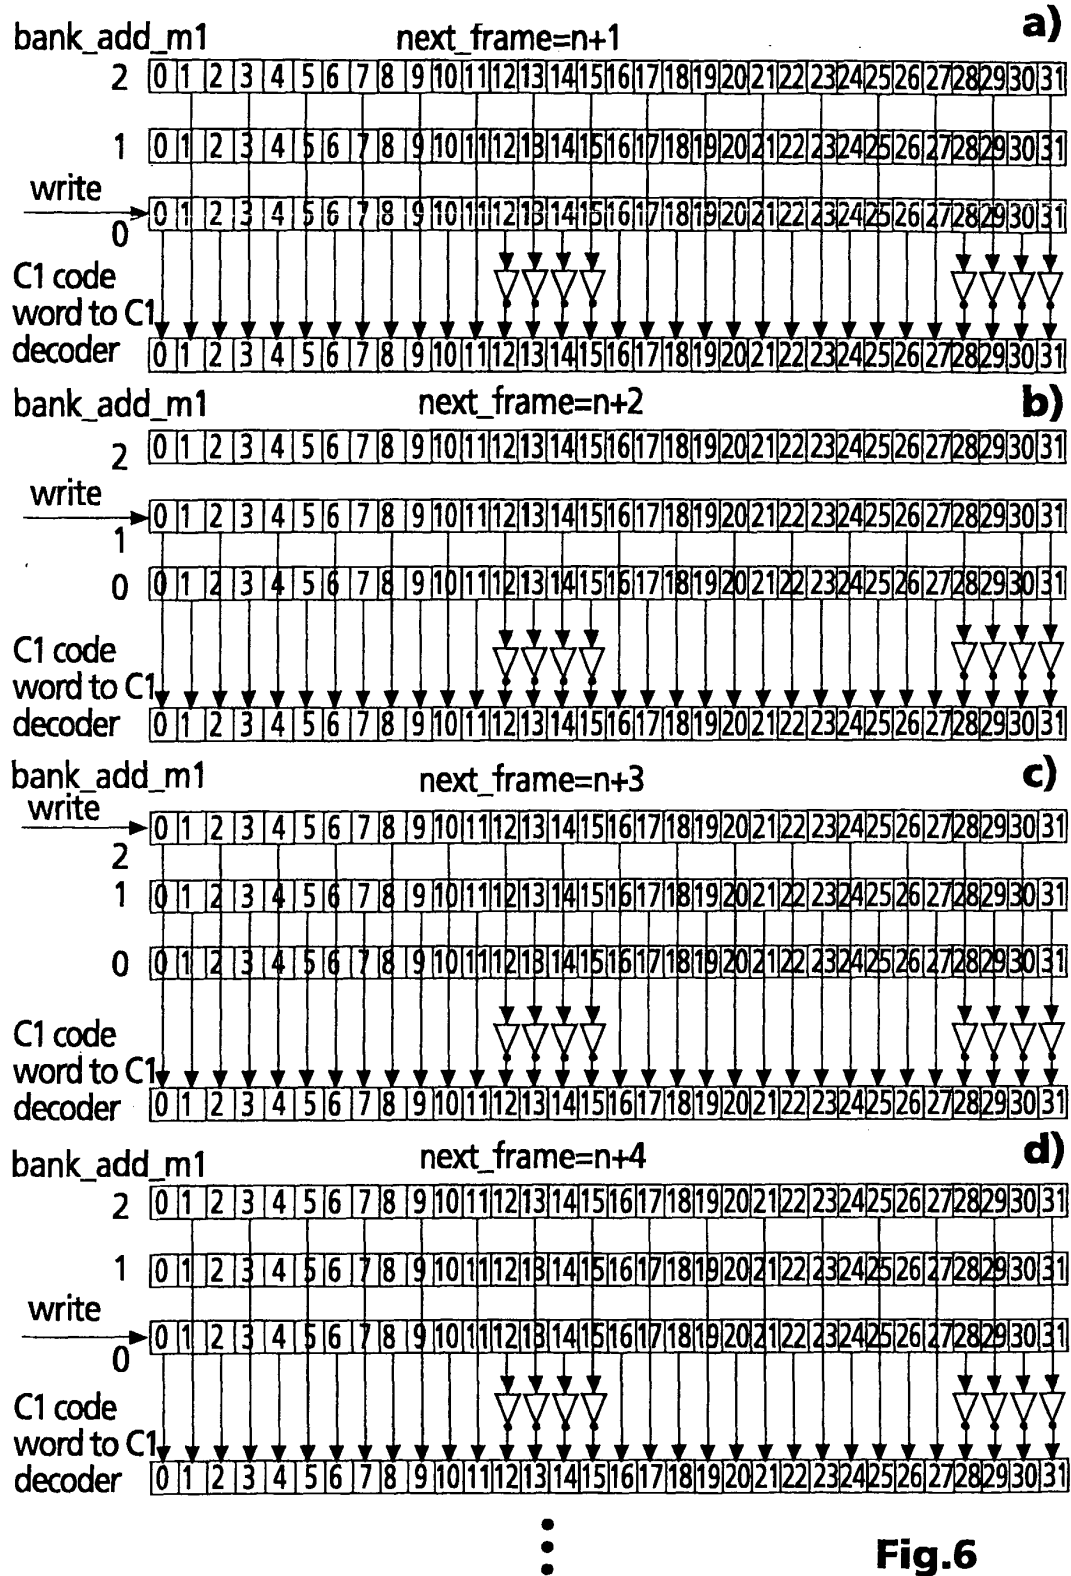 a)
bank_add_m1 next_frame=n+1
2 0 1 2 3 4 5 6 7 8 9 10 11 12 13 14 15 16 17 18 19 20 21 22 23 24 25 26 27 28 29 30 31
1 0 1 2 3 4 5 6 7 8 9 10 11 12 13 14 15 16 17 18 19 20 21 22 23 24 25 26 27 28 29 30 31
write
0 0 1 2 3 4 5 6 7 8 9 10 11 12 13 14 15 16 17 18 19 20 21 22 23 24 25 26 27 28 29 30 31
C1 code
word to C1
decoder 0 1 2 3 4 5 6 7 8 9 10 11 12 13 14 15 16 17 18 19 20 21 22 23 24 25 26 27 28 29 30 31
bank_add_m1 next_frame=n+2 b)
2 0 1 2 3 4 5 6 7 8 9 10 11 12 13 14 15 16 17 18 19 20 21 22 23 24 25 26 27 28 29 30 31
write
1 0 1 2 3 4 5 6 7 8 9 10 11 12 13 14 15 16 17 18 19 20 21 22 23 24 25 26 27 28 29 30 31
0 0 1 2 3 4 5 6 7 8 9 10 11 12 13 14 15 16 17 18 19 20 21 22 23 24 25 26 27 28 29 30 31
C1 code
word to C1
decoder 0 1 2 3 4 5 6 7 8 9 10 11 12 13 14 15 16 17 18 19 20 21 22 23 24 25 26 27 28 29 30 31
bank_add_m1 next_frame=n+3 c)
write
2 0 1 2 3 4 5 6 7 8 9 10 11 12 13 14 15 16 17 18 19 20 21 22 23 24 25 26 27 28 29 30 31
1 0 1 2 3 4 5 6 7 8 9 10 11 12 13 14 15 16 17 18 19 20 21 22 23 24 25 26 27 28 29 30 31
0 0 1 2 3 4 5 6 7 8 9 10 11 12 13 14 15 16 17 18 19 20 21 22 23 24 25 26 27 28 29 30 31
C1 code
word to C1
decoder 0 1 2 3 4 5 6 7 8 9 10 11 12 13 14 15 16 17 18 19 20 21 22 23 24 25 26 27 28 29 30 31
bank_add_m1 next_frame=n+4 d)
2 0 1 2 3 4 5 6 7 8 9 10 11 12 13 14 15 16 17 18 19 20 21 22 23 24 25 26 27 28 29 30 31
1 0 1 2 3 4 5 6 7 8 9 10 11 12 13 14 15 16 17 18 19 20 21 22 23 24 25 26 27 28 29 30 31
write
0 0 1 2 3 4 5 6 7 8 9 10 11 12 13 14 15 16 17 18 19 20 21 22 23 24 25 26 27 28 29 30 31
C1 code
word to C1
decoder 0 1 2 3 4 5 6 7 8 9 10 11 12 13 14 15 16 17 18 19 20 21 22 23 24 25 26 27 28 29 30 31
Fig.6